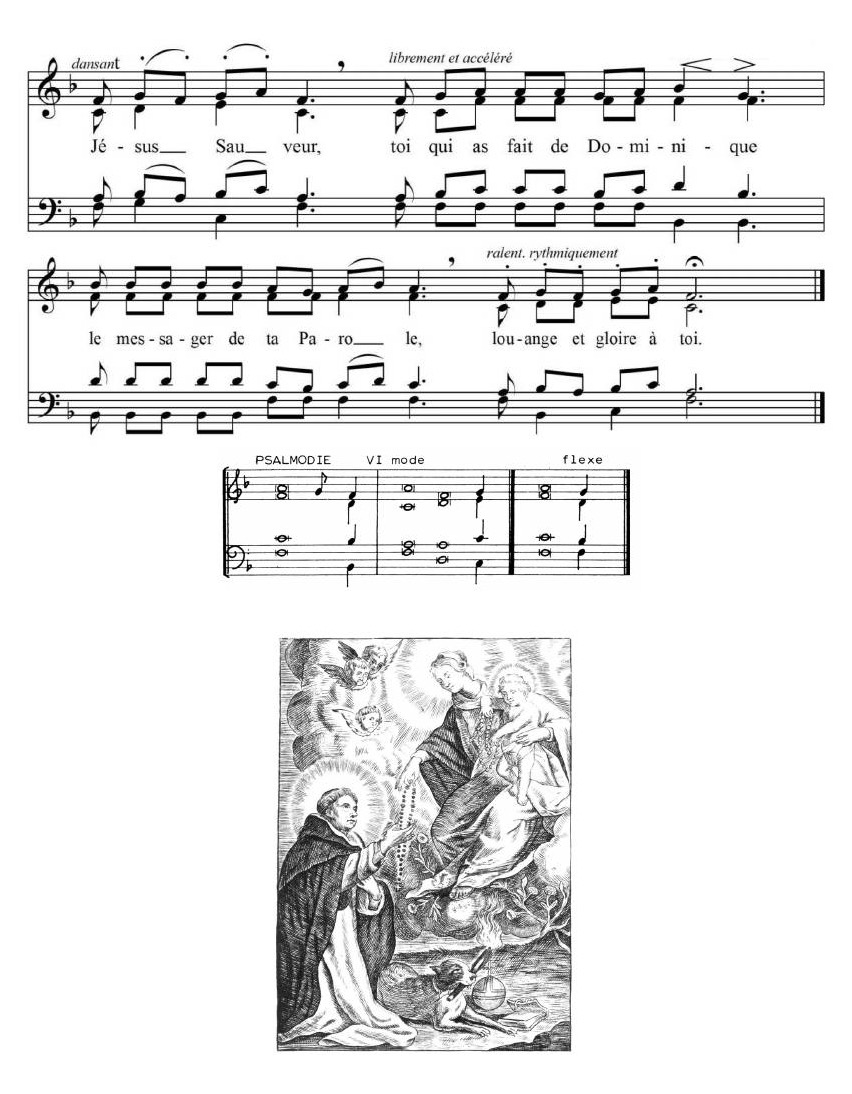 dansant librement et accéléré
Jé - sus Sau veur, toi qui as fait de Do - mi - ni - que
ralent. rythmiquement
le mes - sa - ger de ta Pa - ro le, lou - ange et gloire à toi.
PSALMODIE VI mode flexe